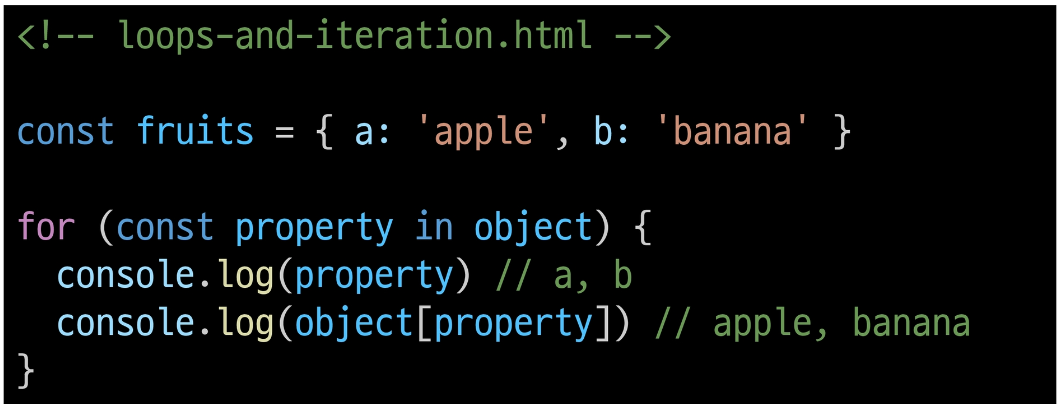 <!-- loops-and-iteration.html -->
const fruits = { a: 'apple', b: 'banana' }
for (const property in object) {
  console.log(property) // a, b
  console.log(object[property]) // apple, banana
}